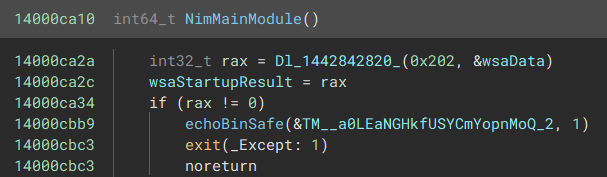 14000ca10 int64_t NimMainModule()
14000ca2a int32_t rax = Dl_1442842820_(0x202, &wsaData)
14000ca2c wsaStartupResult = rax
14000ca34 if (rax != 0)
14000cbb9 echoBinSafe(&TM__a0LEaNGHkfUSYCmYopnMoQ_2, 1)
14000cbc3 exit(_Except: 1)
14000cbc3 noreturn